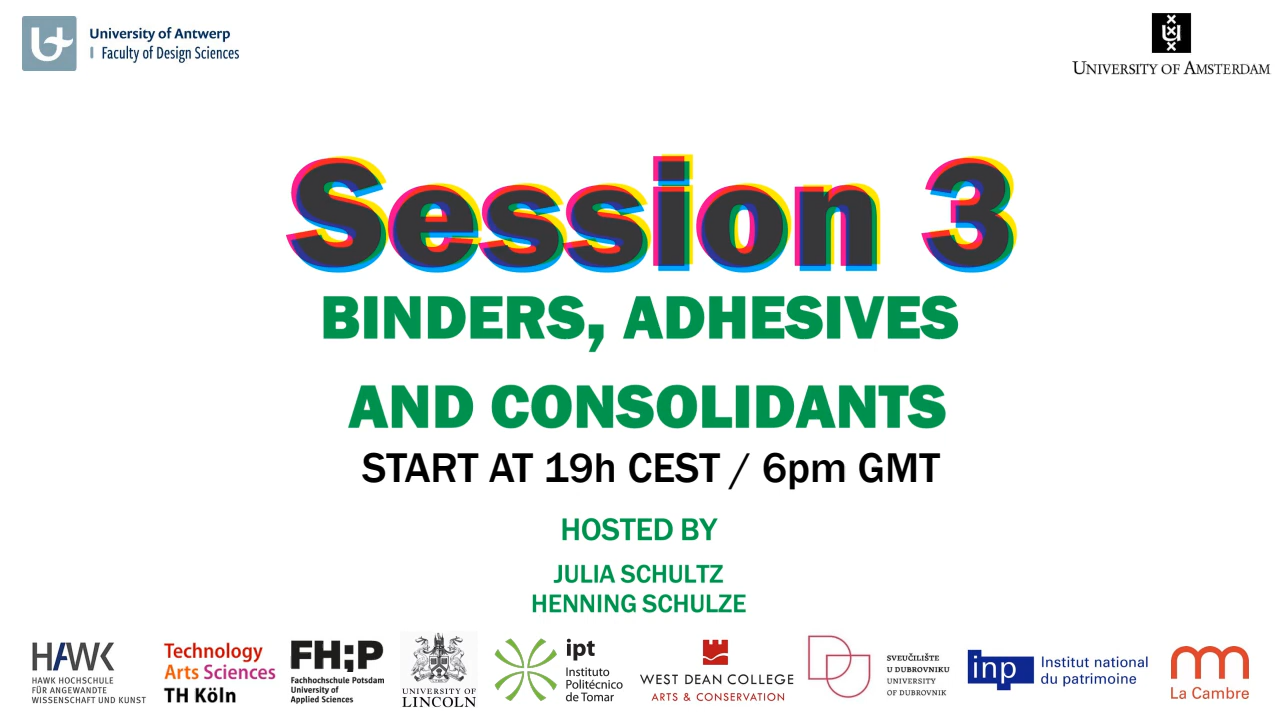 University of Antwerp
Faculty of Design Sciences
UNIVERSITY OF AMSTERDAM
Session 3
BINDERS, ADHESIVES
AND CONSOLIDANTS
START AT 19h CEST / 6pm GMT
HOSTED BY
JULIA SCHULTZ
HENNING SCHULZE
HAWK
HAWK HOCHSCHULE
FÜR ANGEWANDTE
WISSENSCHAFT UND KUNST
Technology
Arts Sciences
TH Köln
FH;P
Fachhochschule Potsdam
University of
Applied Sciences
UNIVERSITY OF
LINCOLN
ipt
Instituto
Politécnico
de Tomar
WEST DEAN COLLEGE
ARTS & CONSERVATION
SVEUČILIŠTE
U DUBROVNIKU
UNIVERSITY
OF DUBROVNIK
inp
Institut national
du patrimoine
La Cambre